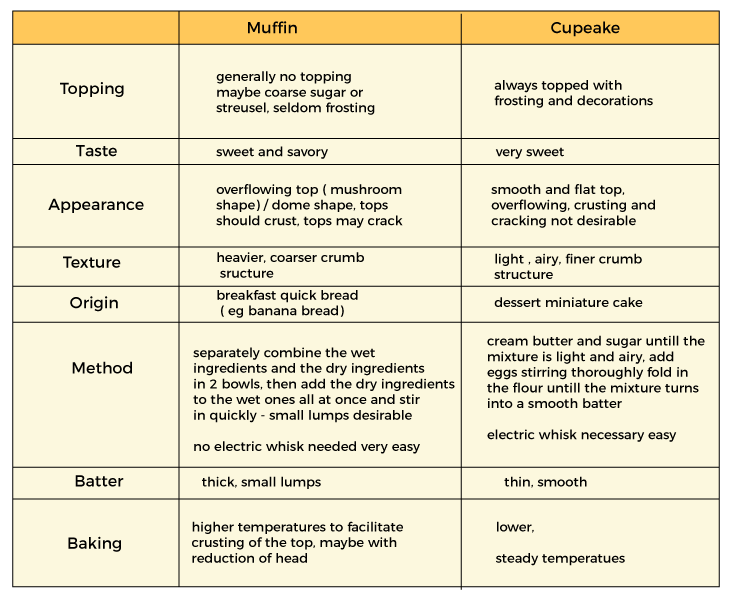 Muffin
Cupeake
Topping
generally no topping
maybe coarse sugar or
streusel, seldom frosting
always topped with
frosting and decorations
Taste
sweet and savory
very sweet
Appearance
overflowing top ( mushroom
shape) / dome shape, tops
should crust, tops may crack
smooth and flat top,
overflowing, crusting and
cracking not desirable
Texture
heavier, coarser crumb
sructure
light , airy, finer crumb
structure
Origin
breakfast quick bread
( eg banana bread)
dessert miniature cake
Method
separately combine the wet
ingredients and the dry ingredients
in 2 bowls, then add the dry ingredients
to the wet ones all at once and stir
in quickly - small lumps desirable
no electric whisk needed very easy
cream butter and sugar untill the
mixture is light and airy, add
eggs stirring thoroughly fold in
the flour untill the mixture turns
into a smooth batter
electric whisk necessary easy
Batter
thick, small lumps
thin, smooth
Baking
higher temperatures to facilitate
crusting of the top, maybe with
reduction of head
lower,
steady temperatues